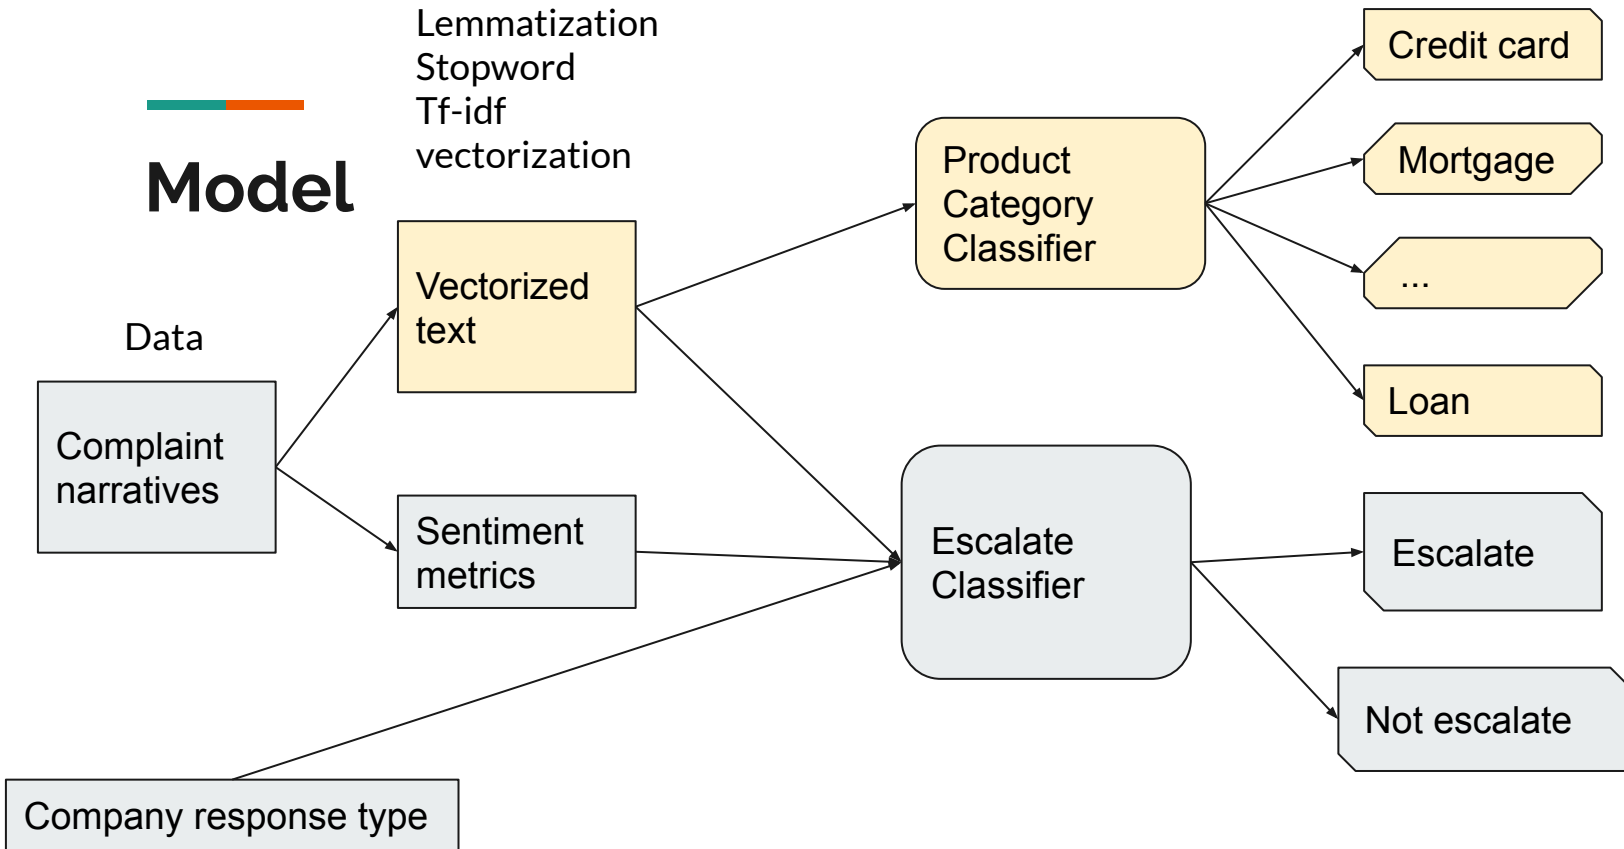 Lemmatization
Stopword
Tf-idf
vectorization
Model
Data
Complaint
narratives
Vectorized
text
Sentiment
metrics
Company response type
Product
Category
Classifier
Escalate
Classifier
Credit card
Mortgage
...
Loan
Escalate
Not escalate